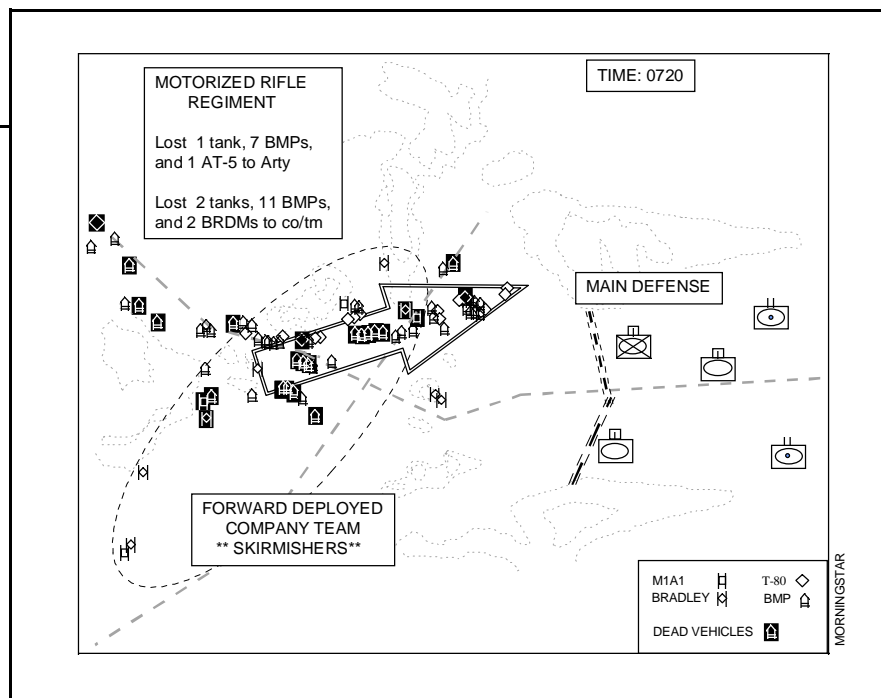 MOTORIZED RIFLE
REGIMENT
Lost 1 tank, 7 BMPs,
and 1 AT-5 to Arty
Lost 2 tanks, 11 BMPs,
and 2 BRDMs to co/tm
TIME: 0720
MAIN DEFENSE
FORWARD DEPLOYED
COMPANY TEAM
** SKIRMISHERS**
M1A1
T-80
BRADLEY
BMP
DEAD VEHICLES
MORNINGSTAR